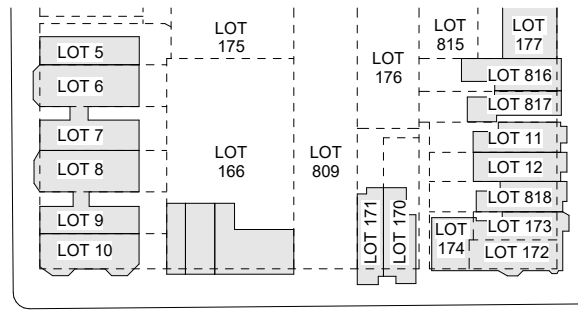 LOT 5
LOT 6
LOT 7
LOT 8
LOT 9
LOT 10
LOT
175
LOT
166
LOT
809
LOT
176
LOT 171
LOT 170
LOT
815
LOT
177
LOT 816
LOT 817
LOT 11
LOT 12
LOT 818
LOT 173
LOT
174
LOT 172